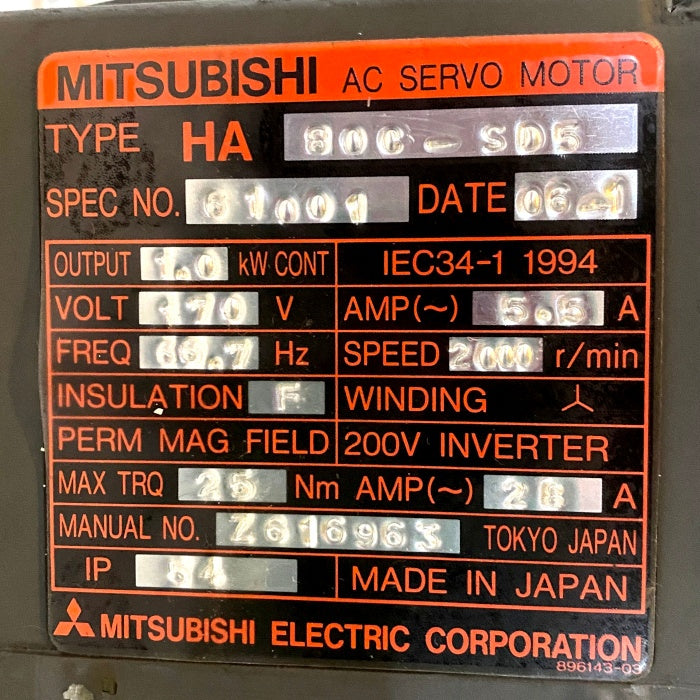 MITSUBISHI AC SERVO MOTOR
TYPE HA 80C-SD5
SPEC NO. 61001 DATE 06-1
OUTPUT 1.0 kW CONT IEC34-1 1994
VOLT 170 V AMP(~) 5.5 A
FREQ 66.7 Hz SPEED 2000 r/min
INSULATION F WINDING
PERM MAG FIELD 200V INVERTER
MAX TRQ 25 Nm AMP(~) 28 A
MANUAL NO. Z616963 TOKYO JAPAN
IP MADE IN JAPAN
MITSUBISHI ELECTRIC CORPORATION
896143-03